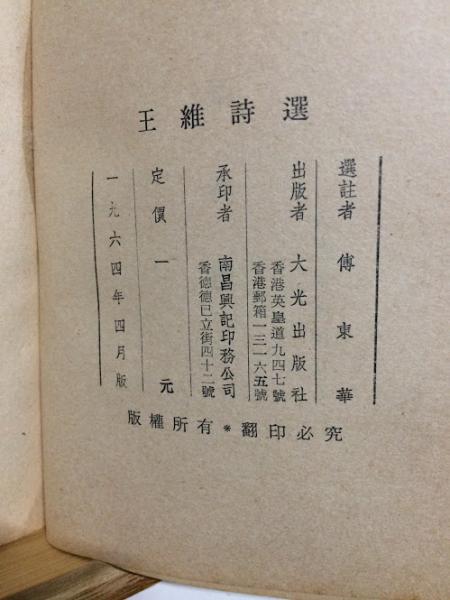 王維詩選
選註者 傅東華
出版者 大光出版社
香港英皇道九四七號
香港郵箱一三一六五號
承印者 南昌興記印務公司
香德德已立街四十二號
定價一元
一九六四年四月版
版權所有*翻印必究